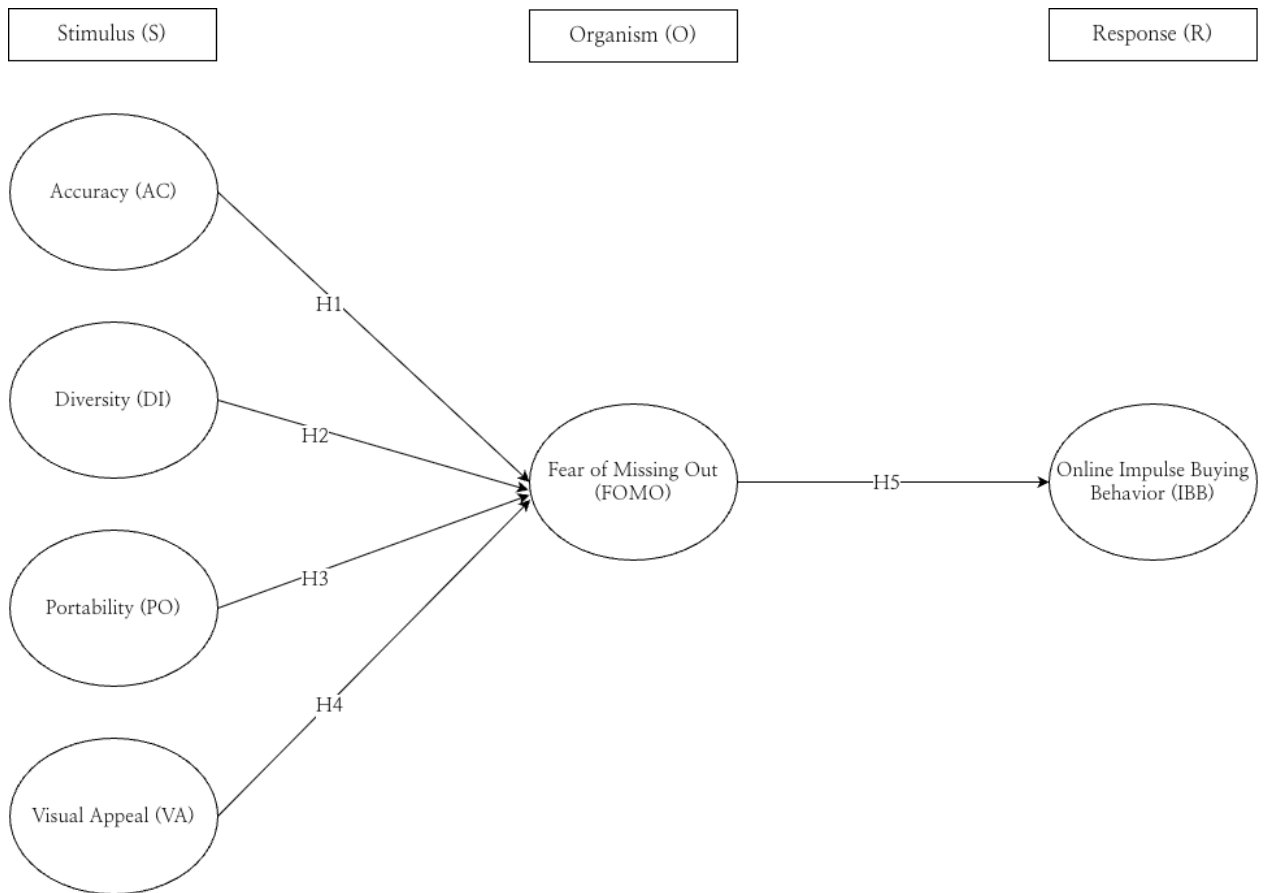 Stimulus (S)
Organism (O)
Response (R)
Accuracy (AC)
H1
Diversity (DI)
H2
Fear of Missing Out
(FOMO)
H5
Online Impulse Buying
Behavior (IBB)
H3
Portability (PO)
H4
Visual Appeal (VA)